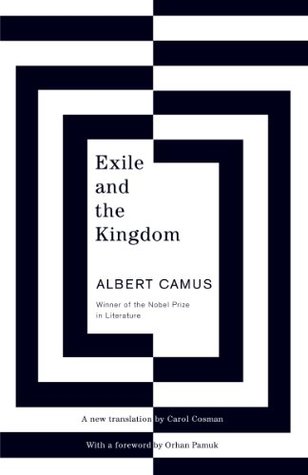 Exile
and
the
Kingdom
ALBERT CAMUS
Winner of the Nobel Prize
in Literature
A new translation by Carol Cosman
With a foreword by Orhan Pamuk